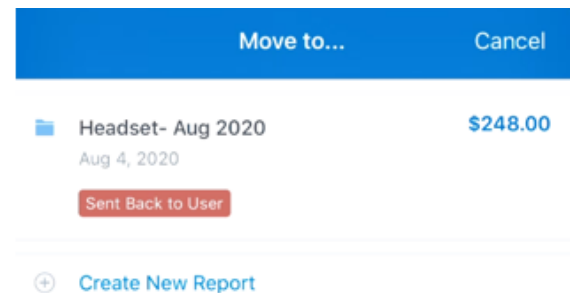 Move to...
Cancel
Headset- Aug 2020
$248.00
Aug 4, 2020
Sent Back to User
Create New Report